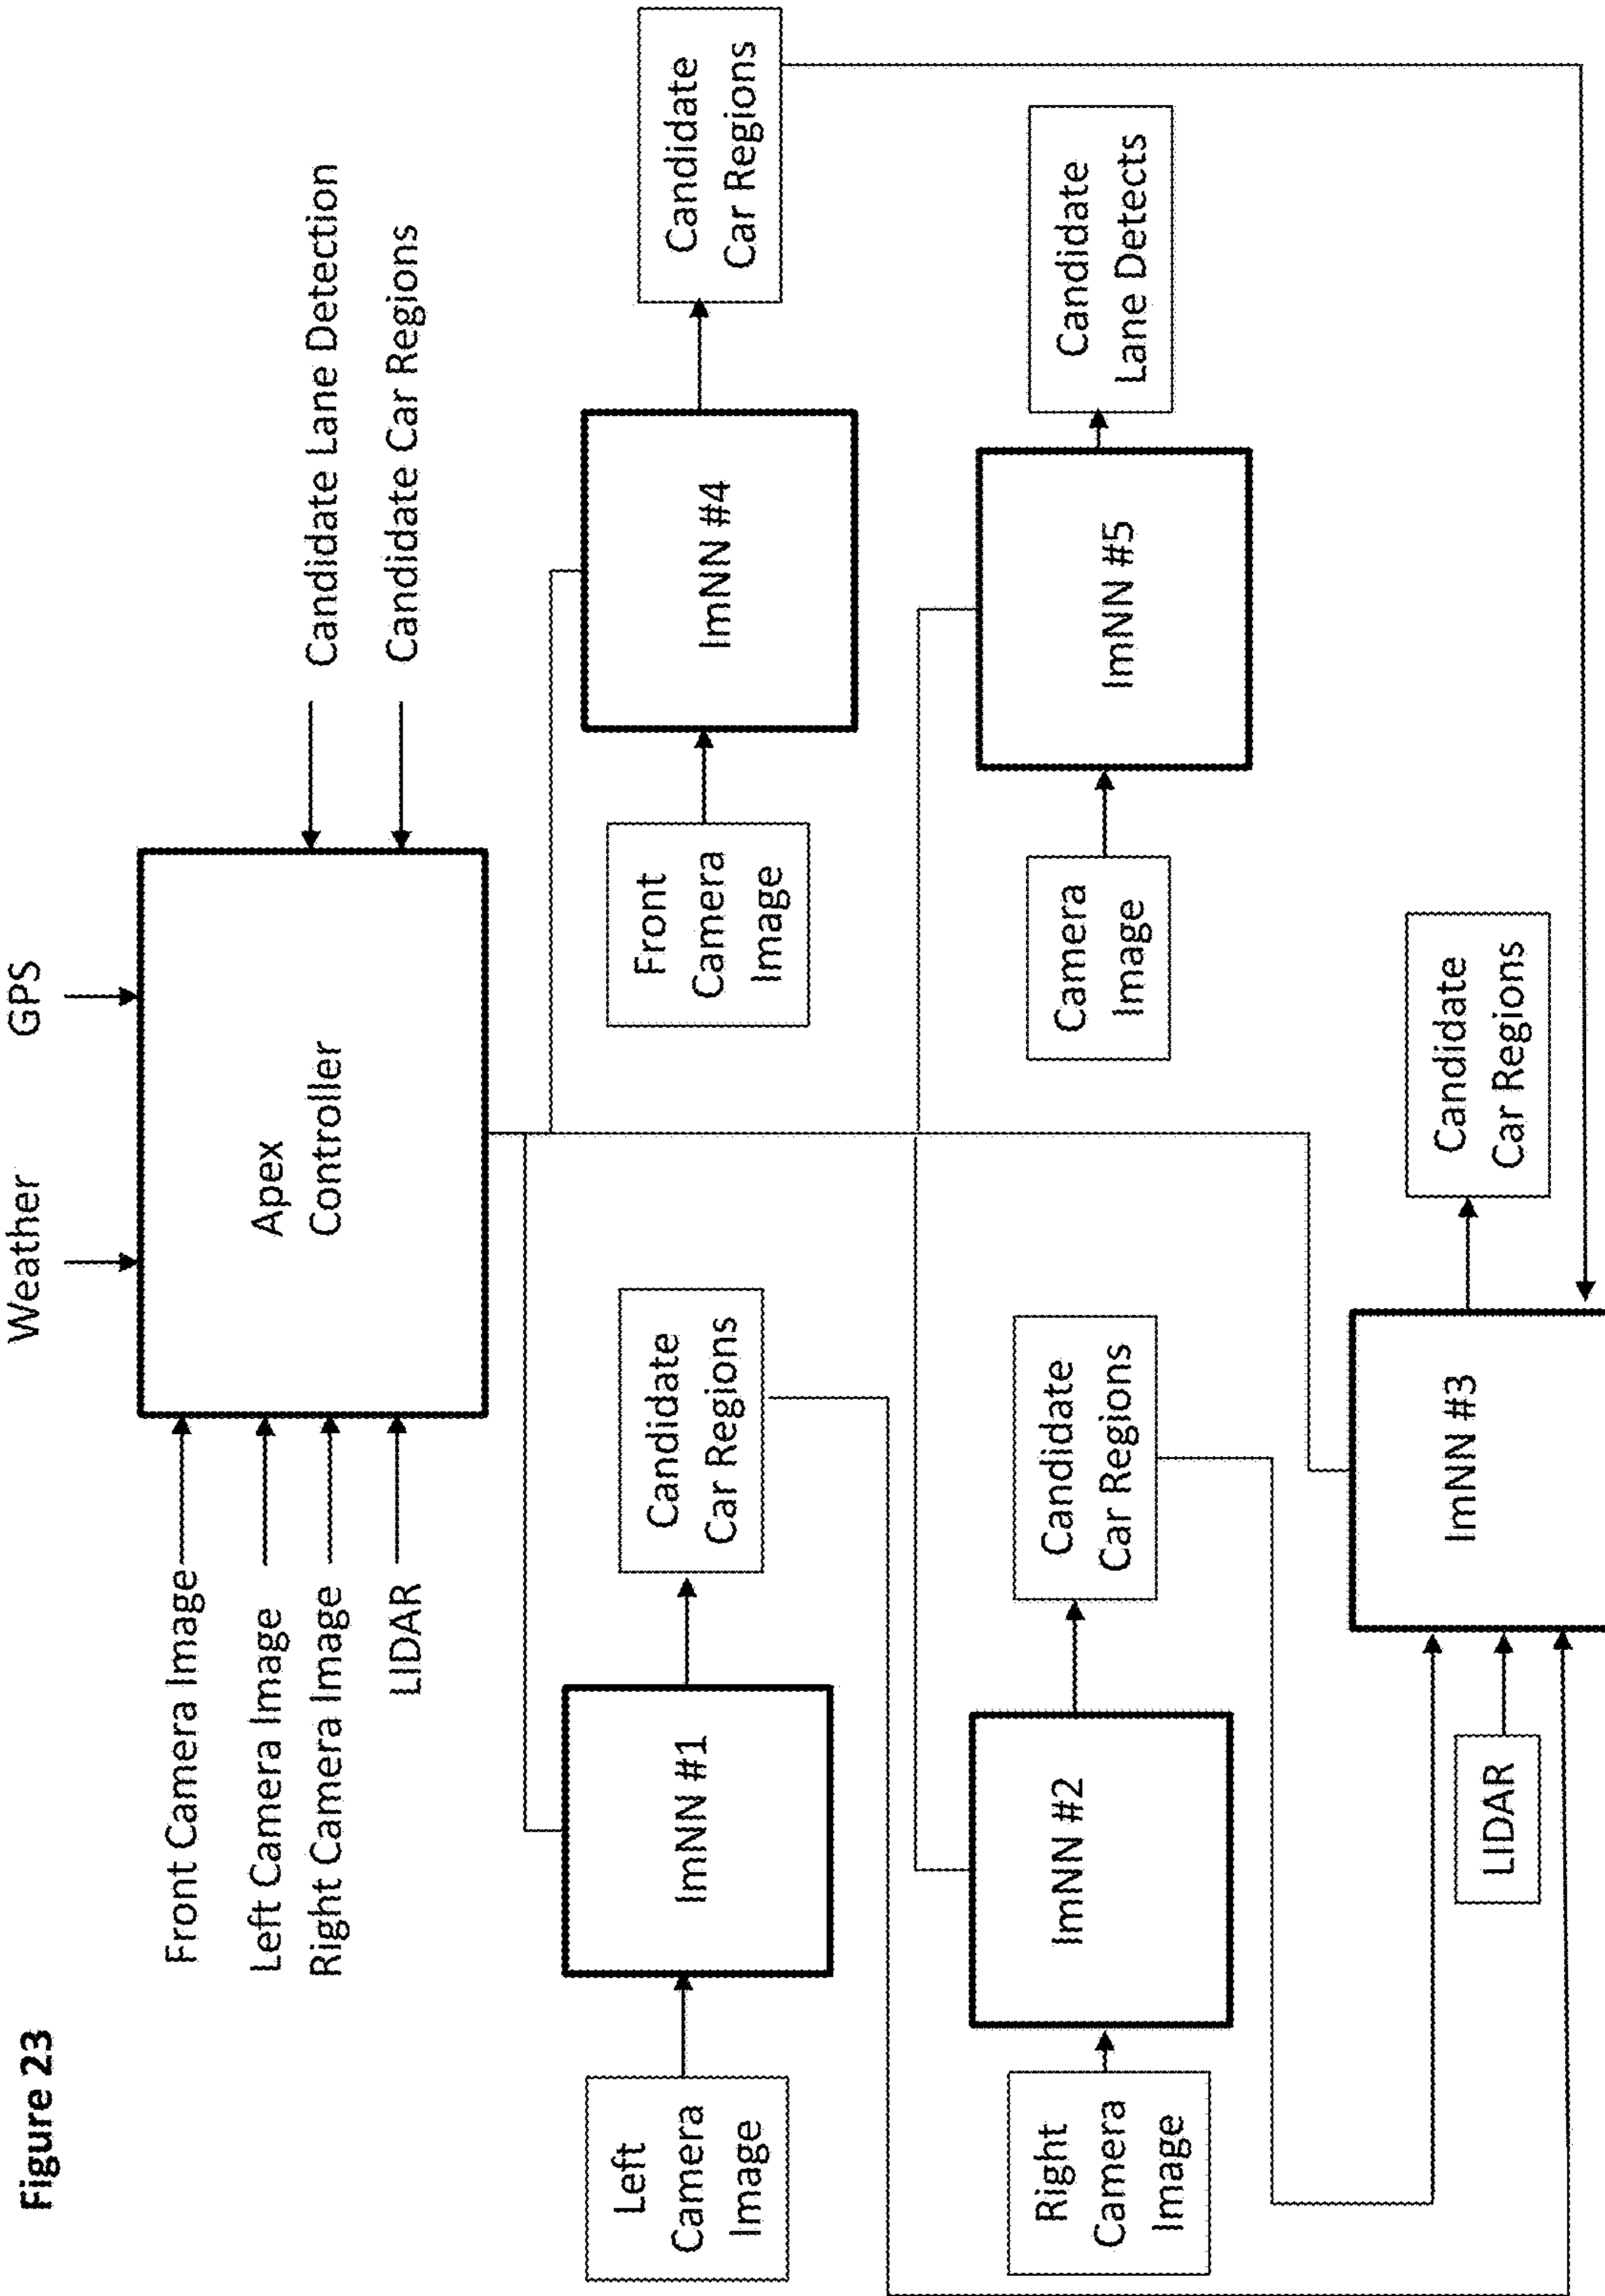 Figure 23
Weather
GPS
Front Camera Image
Left Camera Image
Right Camera Image
LIDAR
Apex
Controller
Candidate Lane Detection
Candidate Car Regions
Left
Camera
Image
ImNN #1
Candidate
Car Regions
Front
Camera
Image
ImNN #4
Candidate
Car Regions
Right
Camera
Image
ImNN #2
Candidate
Car Regions
Camera
Image
ImNN #5
Candidate
Lane Detects
LIDAR
ImNN #3
Candidate
Car Regions